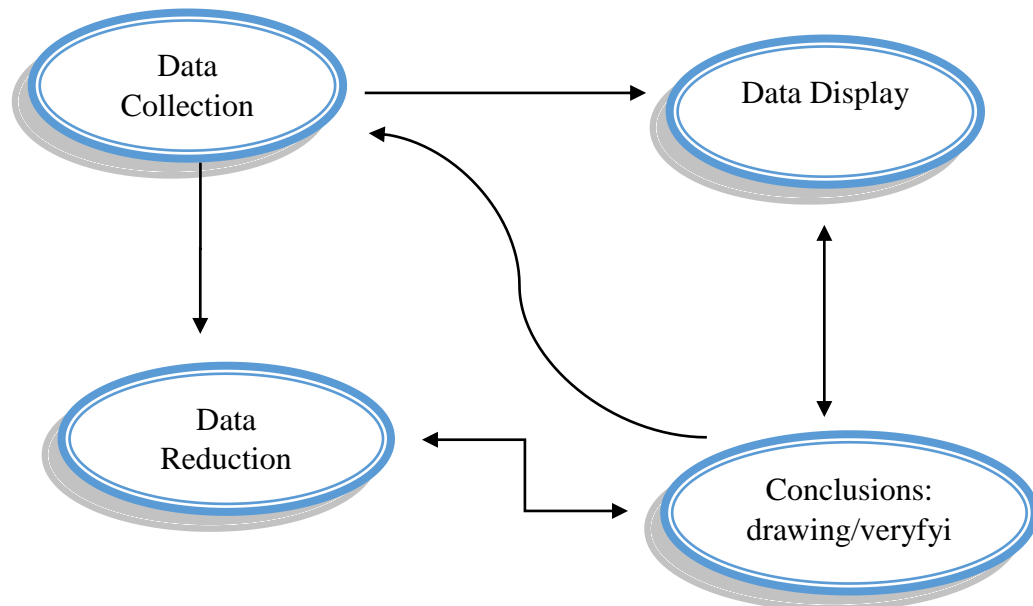 Data
Collection
Data Display
Data
Reduction
Conclusions:
drawing/veryfyi